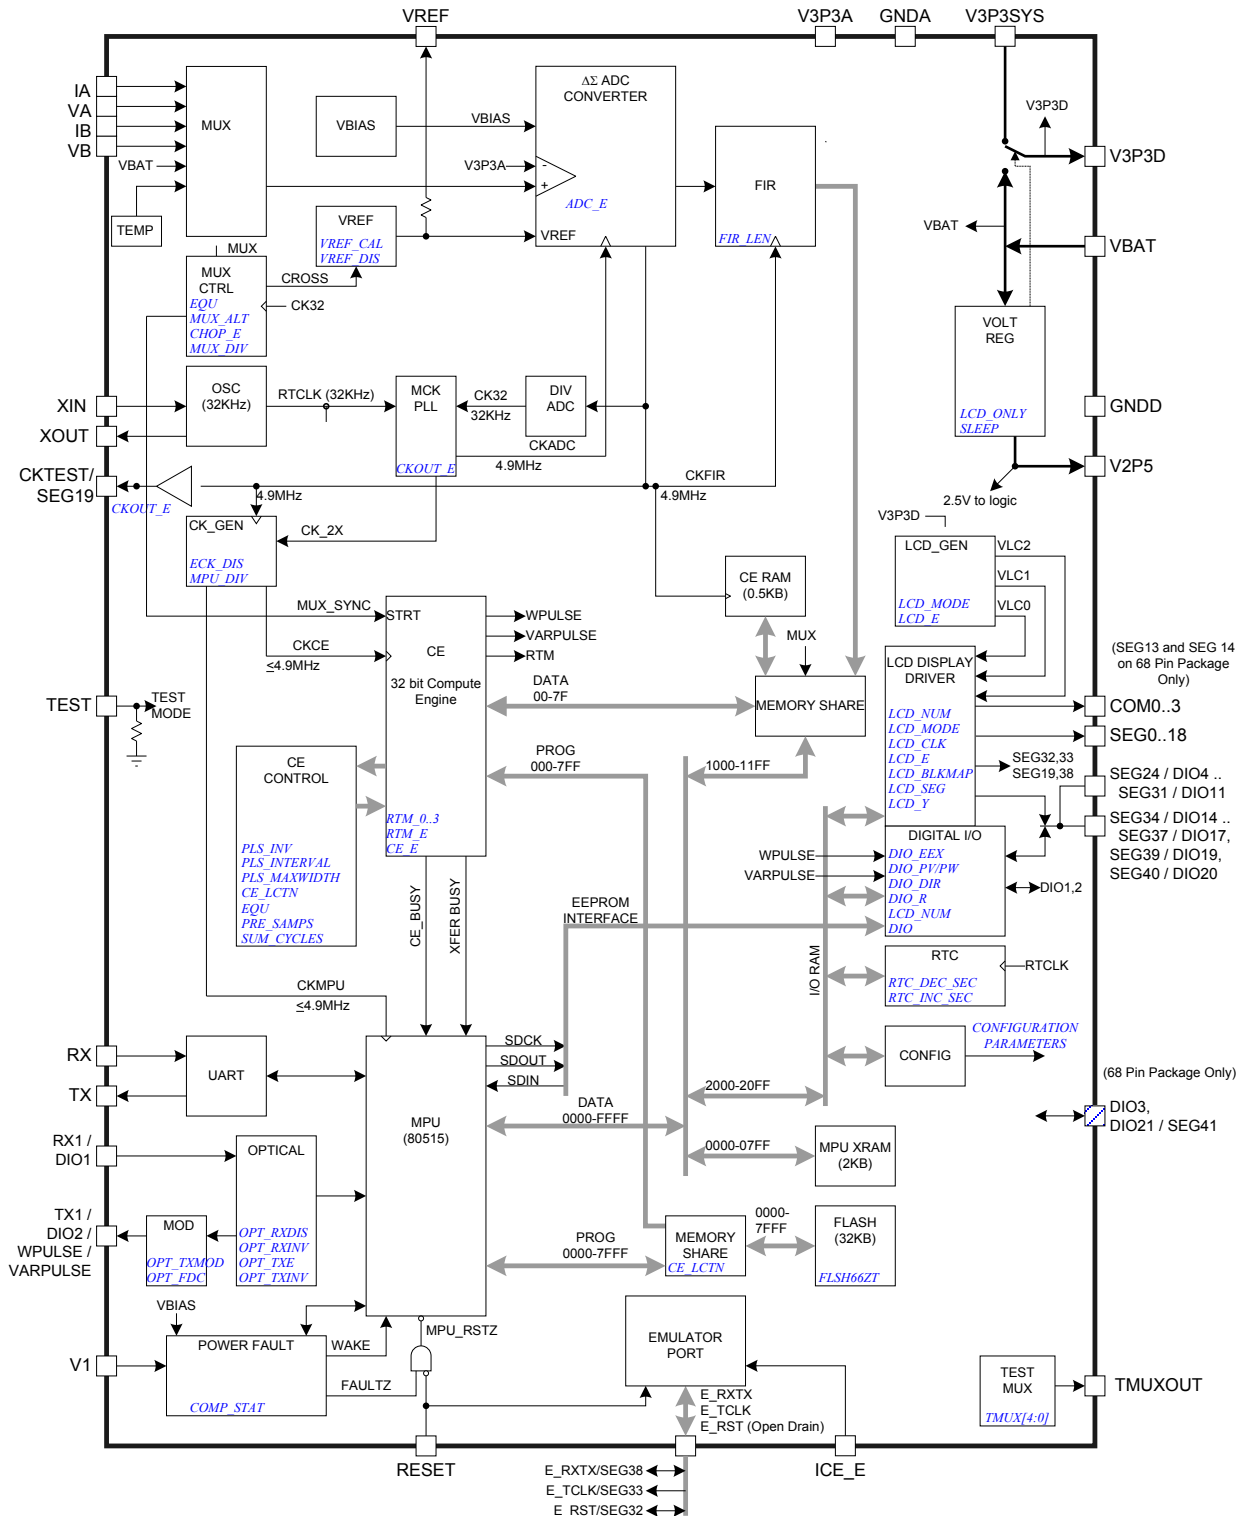 VREF
V3P3A
GNDA
V3P3SYS
IA
VA
IB
VB
VBAT
TEMP
MUX
VBIAS
VBIAS
ΔΣ ADC
CONVERTER
V3P3A
-
+
ADC_E
VREF
FIR
FIR_LEN
VREF
VREF_CAL
VREF_DIS
V3P3D
V3P3D
VBAT
VBAT
MUX
MUX
CTRL
EQU
MUX_ALT
CHOP_E
MUX_DIV
CROSS
CK32
VOLT
REG
LCD_ONLY
SLEEP
GNDD
V2P5
2.5V to logic
XIN
XOUT
OSC
(32KHz)
RTCLK (32KHz)
MCK
PLL
CKOUT_E
CK32
32KHz
DIV
ADC
CKADC
4.9MHz
CKFIR
4.9MHz
CKTEST/
SEG19
CKOUT_E
4.9MHz
CK_GEN
ECK_DIS
MPU_DIV
CK_2X
V3P3D
LCD_GEN
LCD_MODE
LCD_E
VLC2
VLC1
VLC0
CE RAM
(0.5KB)
MUX
MEMORY SHARE
MUX_SYNC
CKCE
≤4.9MHz
STRT
CE
32 bit Compute
Engine
RTM_0..3
RTM_E
CE_E
WPULSE
VARPULSE
RTM
DATA
00-7F
PROG
000-7FF
1000-11FF
LCD DISPLAY
DRIVER
LCD_NUM
LCD_MODE
LCD_CLK
LCD_E
LCD_BLKMAP
LCD_SEG
LCD_Y
(SEG13 and SEG 14
on 68 Pin Package
Only)
COM0..3
SEG0..18
SEG32,33
SEG19,38
SEG24 / DIO4 ..
SEG31 / DIO11
SEG34 / DIO14 ..
SEG37 / DIO17,
SEG39 / DIO19,
SEG40 / DIO20
TEST
TEST
MODE
CE
CONTROL
PLS_INV
PLS_INTERVAL
PLS_MAXWIDTH
CE_LCTN
EQU
PRE_SAMPS
SUM_CYCLES
CE_BUSY
XFER BUSY
EEPROM
INTERFACE
WPULSE
VARPULSE
DIGITAL I/O
DIO_EEX
DIO_PV/PW
DIO_DIR
DIO_R
LCD_NUM
DIO
DIO1,2
I/O RAM
RTC
RTC_DEC_SEC
RTC_INC_SEC
RTCLK
CONFIG
CONFIGURATION
PARAMETERS
CKMPU
≤4.9MHz
RX
TX
UART
MPU
(80515)
SDCK
SDOUT
SDIN
DATA
0000-FFFF
2000-20FF
0000-07FF
MPU XRAM
(2KB)
(68 Pin Package Only)
DIO3,
DIO21 / SEG41
RX1 /
DIO1
OPTICAL
OPT_RXDIS
OPT_RXINV
OPT_TXE
OPT_TXINV
TX1 /
DIO2 /
WPULSE /
VARPULSE
MOD
OPT_TXMOD
OPT_FDC
PROG
0000-7FFF
MEMORY
SHARE
CE_LCTN
0000-
7FFF
FLASH
(32KB)
FLSH66ZT
VBIAS
V1
POWER FAULT
COMP_STAT
WAKE
FAULTZ
MPU_RSTZ
EMULATOR
PORT
E_RXTX
E_TCLK
E_RST (Open Drain)
TEST
MUX
TMUX[4:0]
TMUXOUT
RESET
ICE_E
E_RXTX/SEG38
E_TCLK/SEG33
E_RST/SEG32